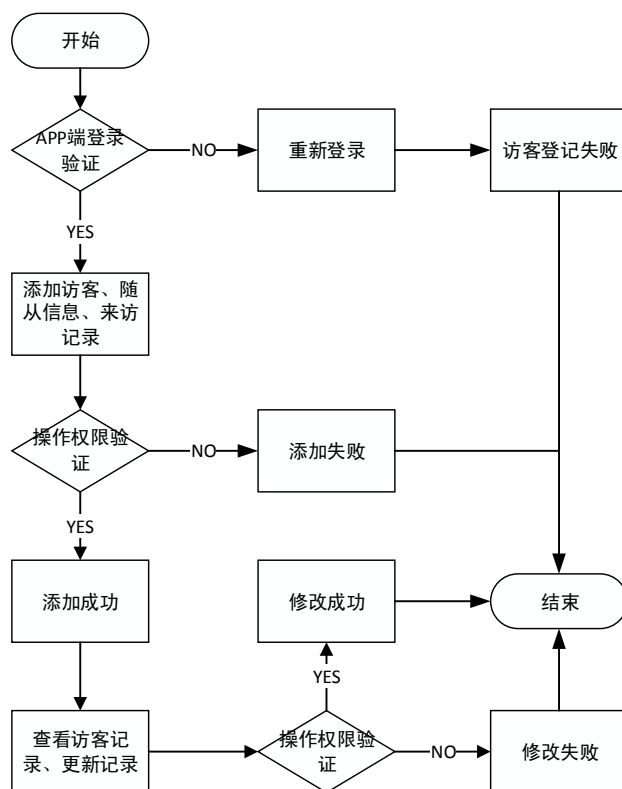 开始
APP端登录
验证
NO
重新登录
访客登记失败
YES
添加访客、随
从信息、来访
记录
操作权限验
证
NO
添加失败
YES
添加成功
修改成功
结束
YES
查看访客记
录、更新记录
操作权限验
证
NO
修改失败